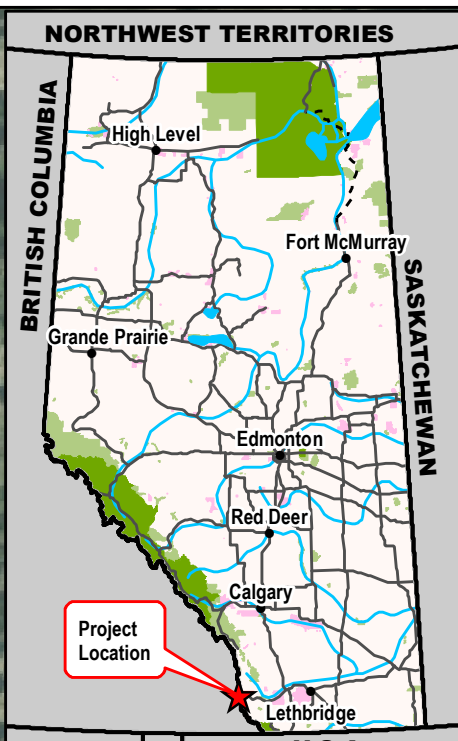 NORTHWEST TERRITORIES
BRITISH COLUMBIA
High Level
Fort McMurray
SASKATCHEWAN
Grande Prairie
Edmonton
Red Deer
Calgary
Project
Location
Lethbridge